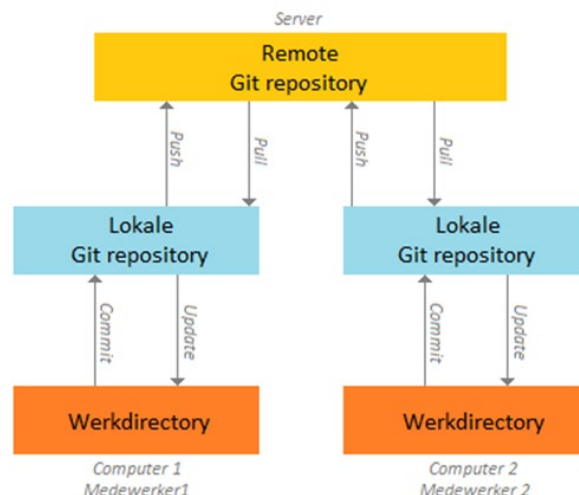 Server
Remote
Git repository
Push
Pull
Push
Pull
Lokale
Git repository
Lokale
Git repository
Commit
Update
Commit
Update
Werkdirectory
Werkdirectory
Computer 1
Medewerker1
Computer 2
Medewerker 2